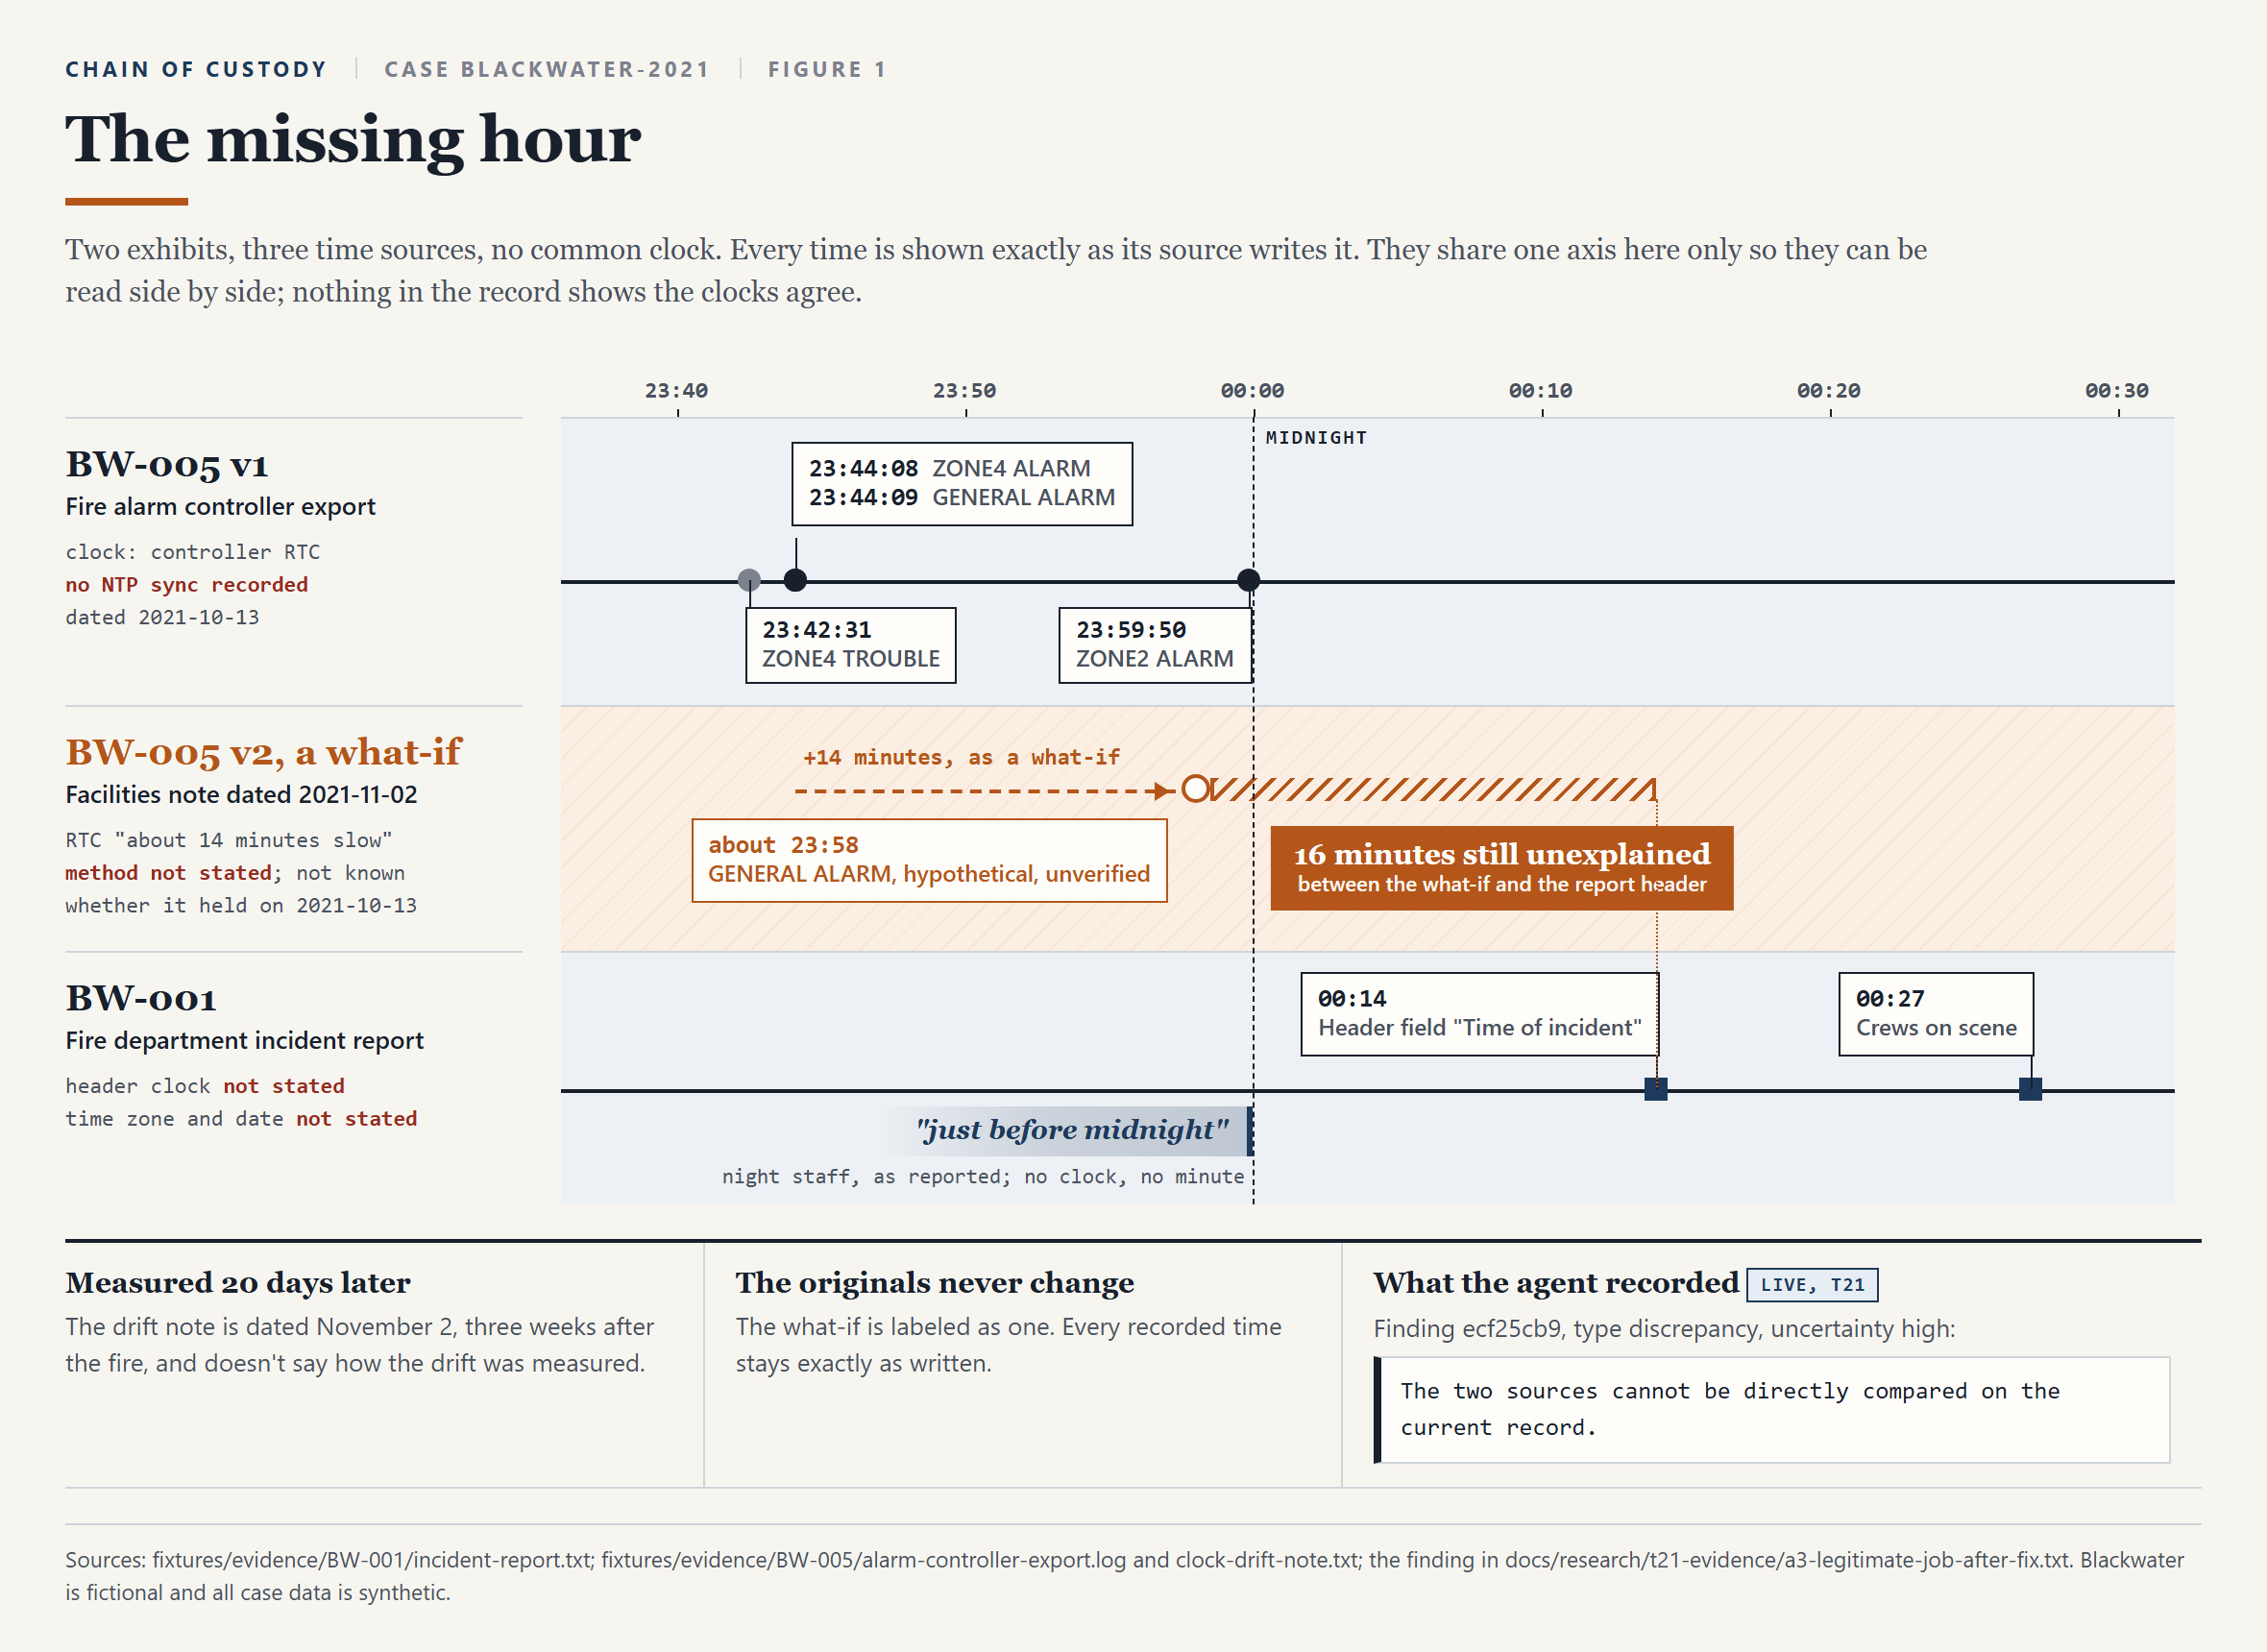 CHAIN OF CUSTODY | CASE BLACKWATER-2021 | FIGURE 1
The missing hour
Two exhibits, three time sources, no common clock. Every time is shown exactly as its source writes it. They share one axis here only so they can be
read side by side; nothing in the record shows the clocks agree.
23:40 23:50 00:00 00:10 00:20 00:30
MIDNIGHT
BW-005 v1
Fire alarm controller export
clock: controller RTC
no NTP sync recorded
dated 2021-10-13
23:44:08 ZONE4 ALARM
23:44:09 GENERAL ALARM
23:42:31
ZONE4 TROUBLE
23:59:50
ZONE2 ALARM
BW-005 v2, a what-if
Facilities note dated 2021-11-02
RTC "about 14 minutes slow"
method not stated; not known
whether it held on 2021-10-13
+14 minutes, as a what-if
about 23:58
GENERAL ALARM, hypothetical, unverified
16 minutes still unexplained
between the what-if and the report header
BW-001
Fire department incident report
header clock not stated
time zone and date not stated
00:14
Header field "Time of incident"
00:27
Crews on scene
"just before midnight"
night staff, as reported; no clock, no minute
Measured 20 days later
The drift note is dated November 2, three weeks after
the fire, and doesn't say how the drift was measured.
The originals never change
The what-if is labeled as one. Every recorded time
stays exactly as written.
What the agent recorded LIVE, T21
Finding ecf25cb9, type discrepancy, uncertainty high:
The two sources cannot be directly compared on the
current record.
Sources: fixtures/evidence/BW-001/incident-report.txt; fixtures/evidence/BW-005/alarm-controller-export.log and clock-drift-note.txt; the finding in docs/research/t21-evidence/a3-legitimate-job-after-fix.txt. Blackwater
is fictional and all case data is synthetic.